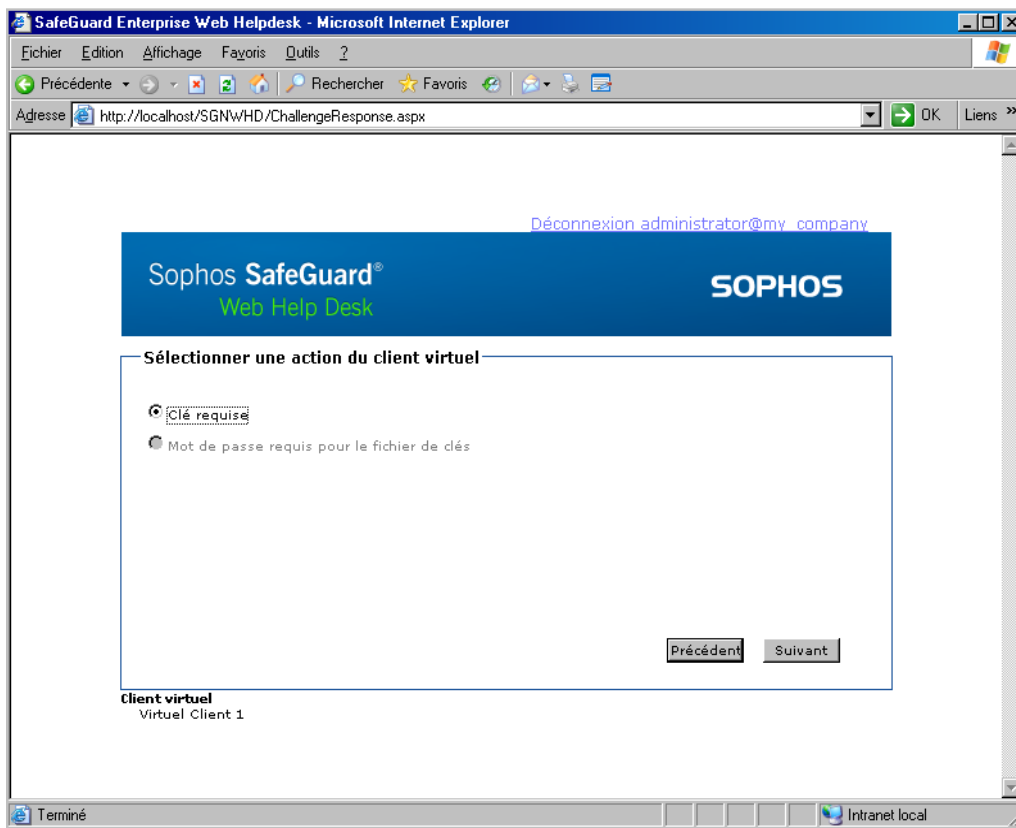 SafeGuard Enterprise Web Helpdesk - Microsoft Internet Explorer
Fichier Edition Affichage Favoris Outils ?
Précédente Rechercher Favoris
Adresse http://localhost/SGNWHD/ChallengeResponse.aspx OK Liens »
Déconnexion administrator@my_company
Sophos SafeGuard® SOPHOS
Web Help Desk
Sélectionner une action du client virtuel
Clé requise
Mot de passe requis pour le fichier de clés
Précédent Suivant
Client virtuel
Virtuel Client 1
Terminé Intranet local